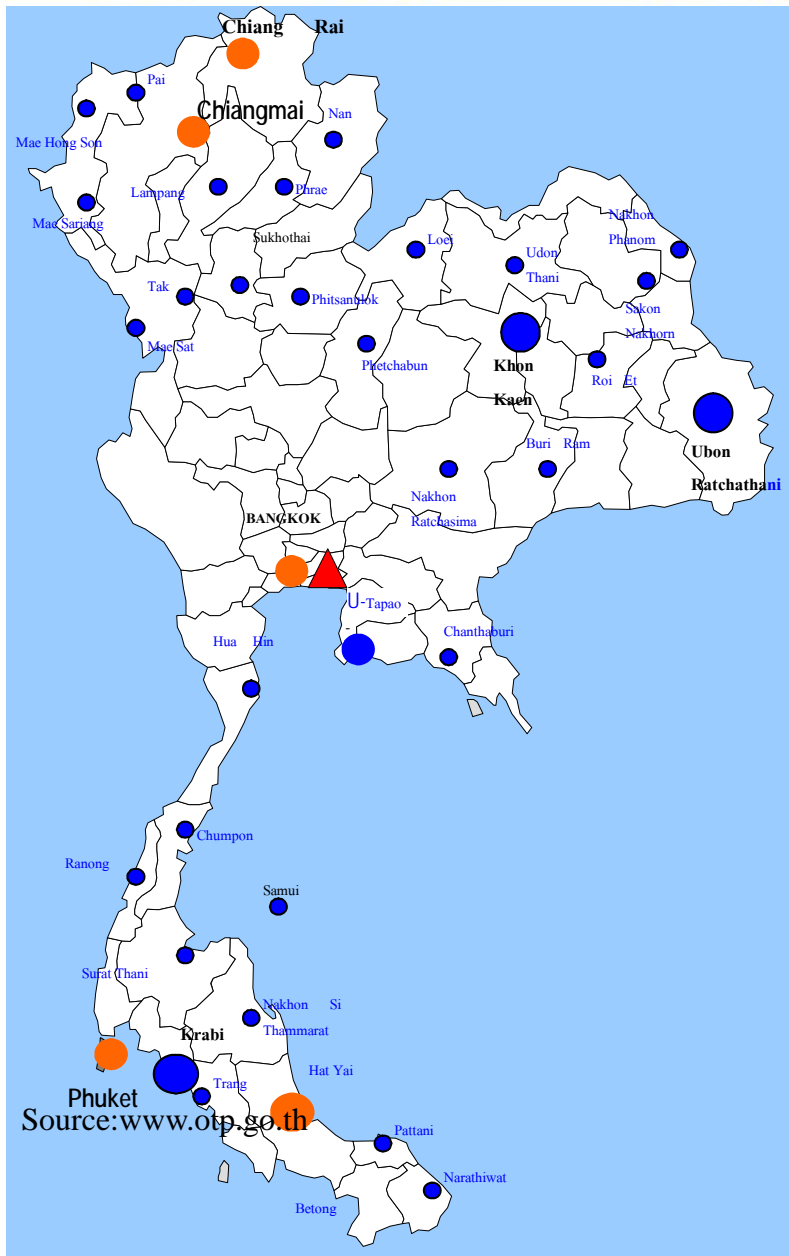 Chiang Rai
Pai
Chiangmai
Nan
Mae Hong Son
Lampang
Phrae
Mae Sariang
Sukhothai
Loei
Nakhon
Phanom
Udon
Thani
Tak
Phitsanulok
Sakon
Nakhorn
Mae Sat
Phetchabun
Khon
Kaen
Roi Et
Buri Ram
Ubon
Ratchathani
Nakhon
Ratchasima
BANGKOK
U-Tapao
Hua Hin
Chanthaburi
Chumpon
Ranong
Samui
Surat Thani
Nakhon Si
Thammarat
Krabi
Hat Yai
Trang
Phuket
Source:www.otp.go.th
Pattani
Narathiwat
Betong